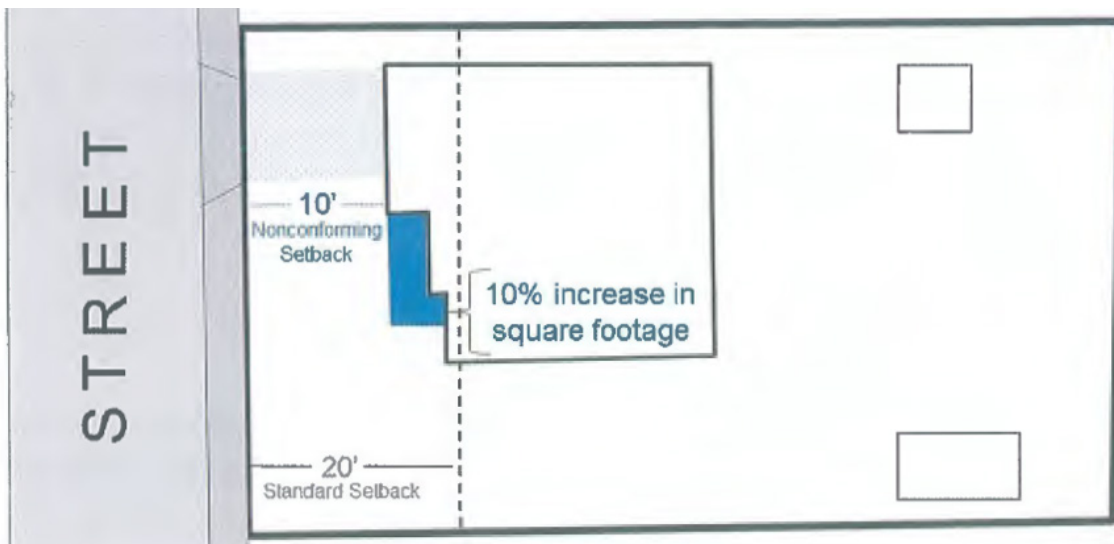 STREET
10'
Nonconforming
Setback
10% increase in
square footage
20'
Standard Setback